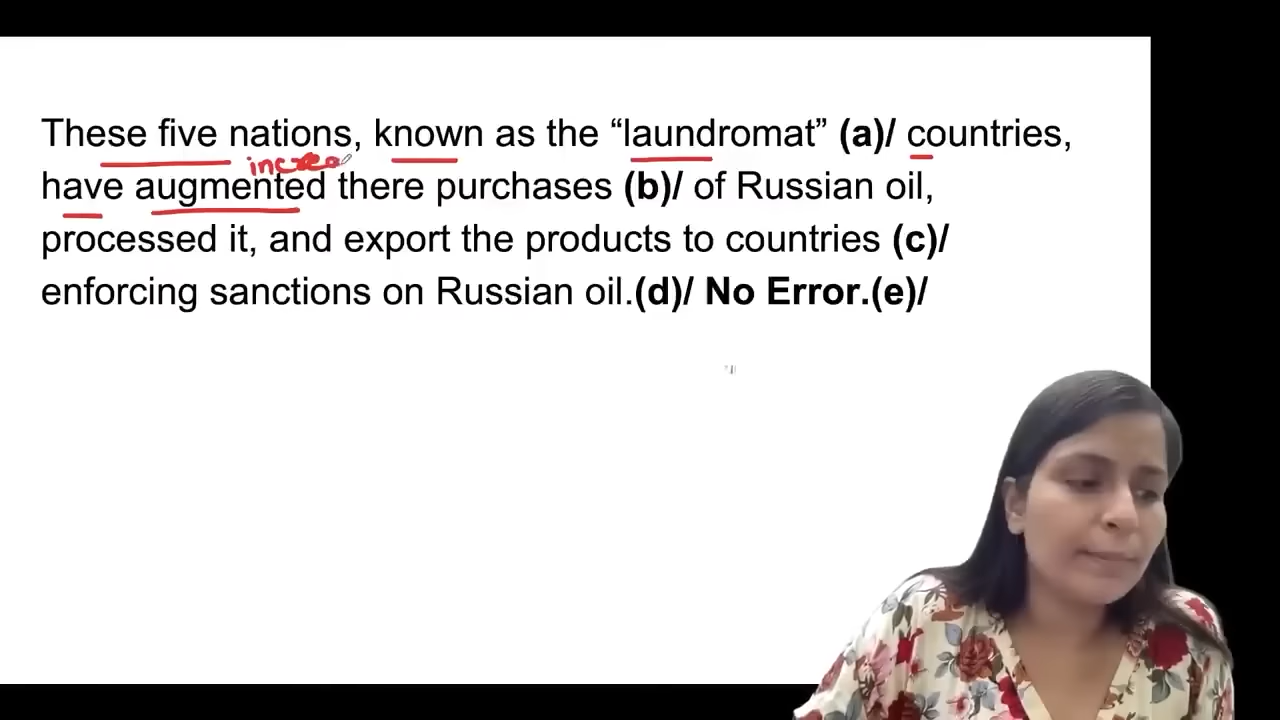 These five nations, known as the “laundromat” (a)/ countries,
have augmented there purchases (b)/ of Russian oil,
processed it, and export the products to countries (c)/
enforcing sanctions on Russian oil.(d)/ No Error.(e)/